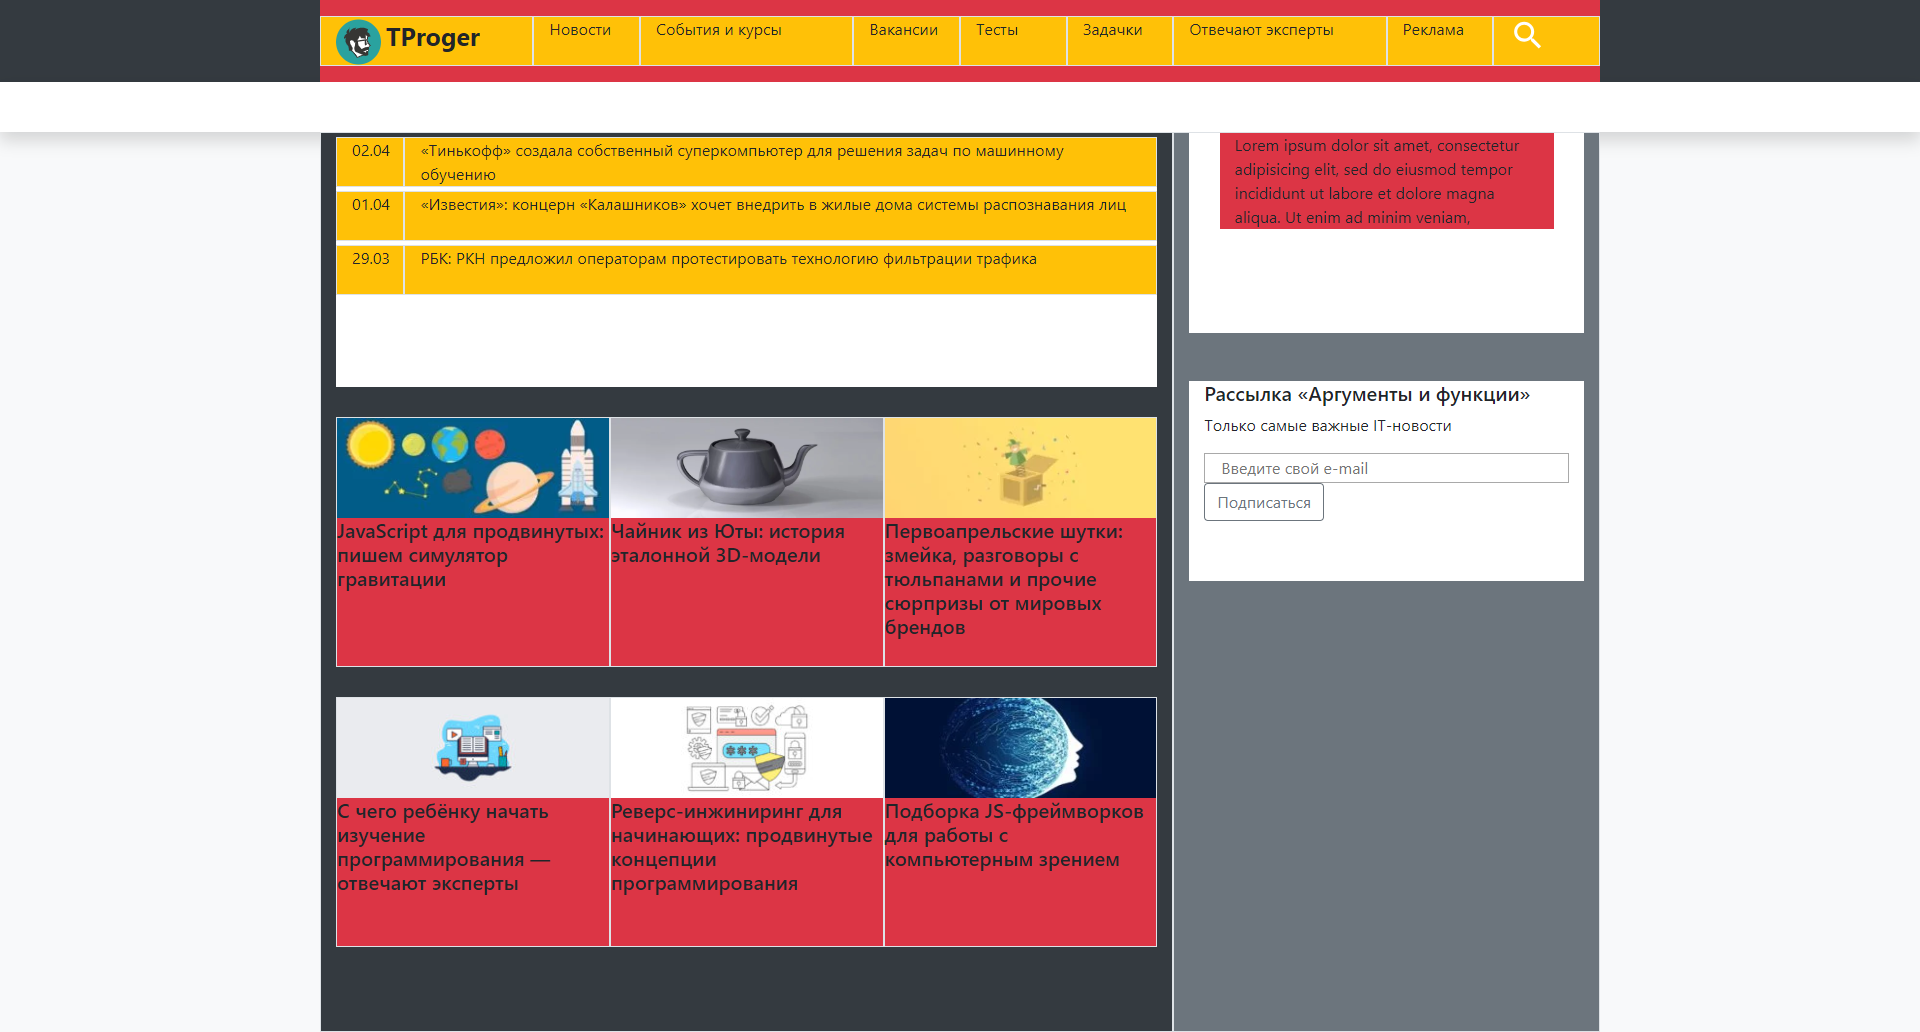 TProger
Новости
События и курсы
Вакансии
Тесты
Задачки
Отвечают эксперты
Реклама
02.04
«Тинькофф» создала собственный суперкомпьютер для решения задач по машинному
обучению
01.04
«Известия»: концерн «Калашников» хочет внедрить в жилые дома системы распознавания лиц
29.03
РБК: РКН предложил операторам протестировать технологию фильтрации трафика
JavaScript для продвинутых:
пишем симулятор
гравитации
Чайник из Юты: история
эталонной 3D-модели
Первоапрельские шутки:
змейка, разговоры с
тюльпанами и прочие
сюрпризы от мировых
брендов
С чего ребёнку начать
изучение
программирования —
отвечают эксперты
Реверс-инжиниринг для
начинающих: продвинутые
концепции
программирования
Подборка JS-фреймворков
для работы с
компьютерным зрением
Lorem ipsum dolor sit amet, consectetur
adipisicing elit, sed do eiusmod tempor
incididunt ut labore et dolore magna
aliqua. Ut enim ad minim veniam,
Рассылка «Аргументы и функции»
Только самые важные IT-новости
Введите свой e-mail
Подписаться